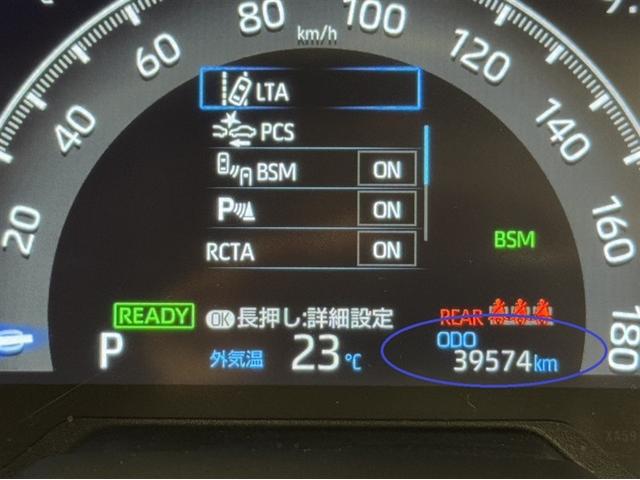 km/h
20
40
60
80
100
120
140
160
180
LTA
PCS
BSM ON
P ON
RCTA ON
BSM
READY
OK 長押し:詳細設定
REAR
P
外気温 23℃
ODO
39574km